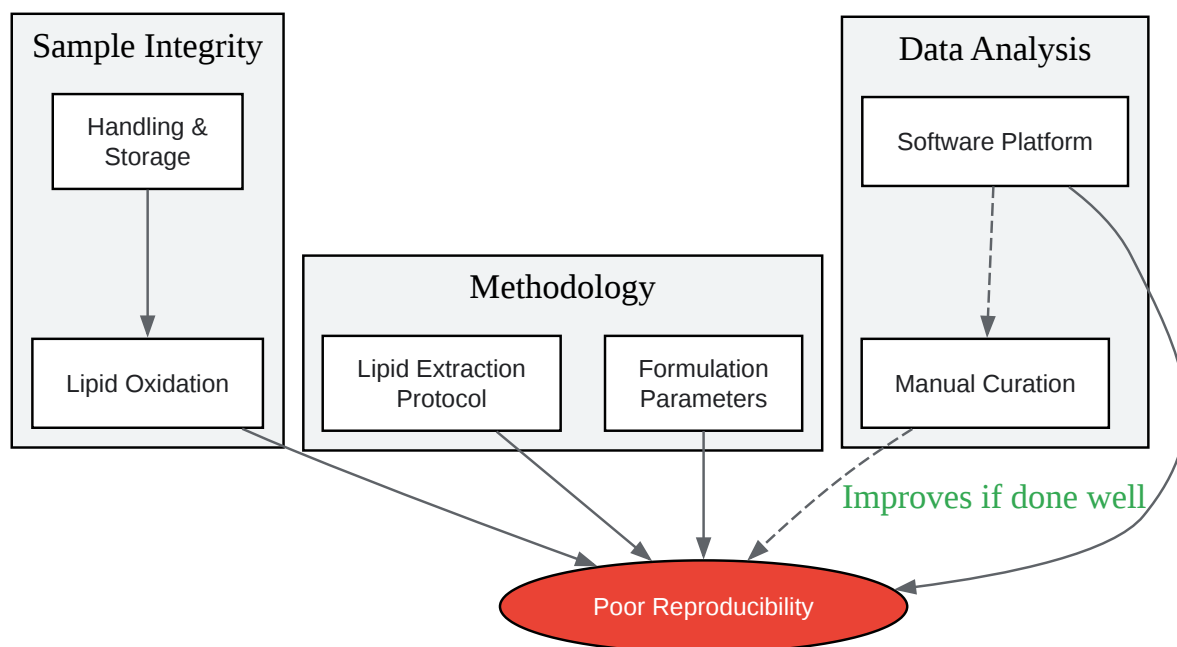 Sample Integrity
Handling &
Storage
Lipid Oxidation
Methodology
Lipid Extraction
Protocol
Formulation
Parameters
Data Analysis
Software Platform
Manual Curation
Improves if done well
Poor Reproducibility